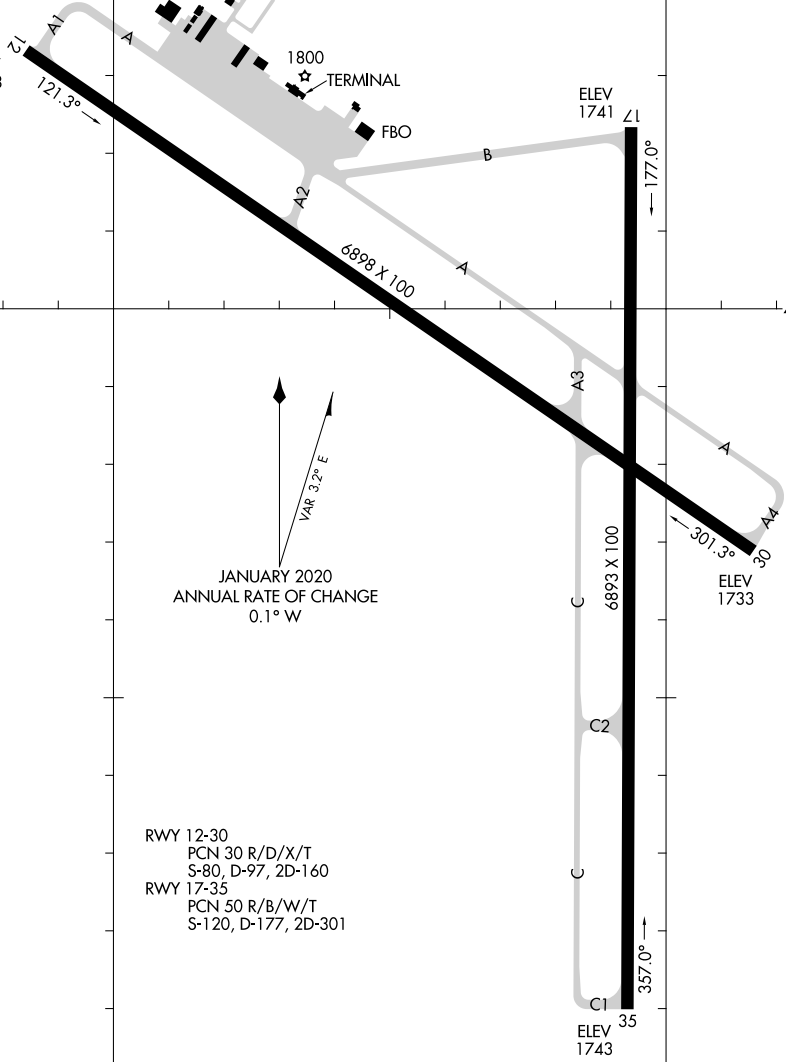 A1
A
12
1800
TERMINAL
121.3°
ELEV
1741
17
FBO
B
177.0°
A2
6898 X 100
A
A3
A
VAR 3.2° E
A4
301.3°
30
6893 X 100
JANUARY 2020
ANNUAL RATE OF CHANGE
0.1° W
ELEV
1733
C
C2
RWY 12-30
PCN 30 R/D/X/T
S-80, D-97, 2D-160
RWY 17-35
PCN 50 R/B/W/T
S-120, D-177, 2D-301
C
357.0°
C1
35
ELEV
1743